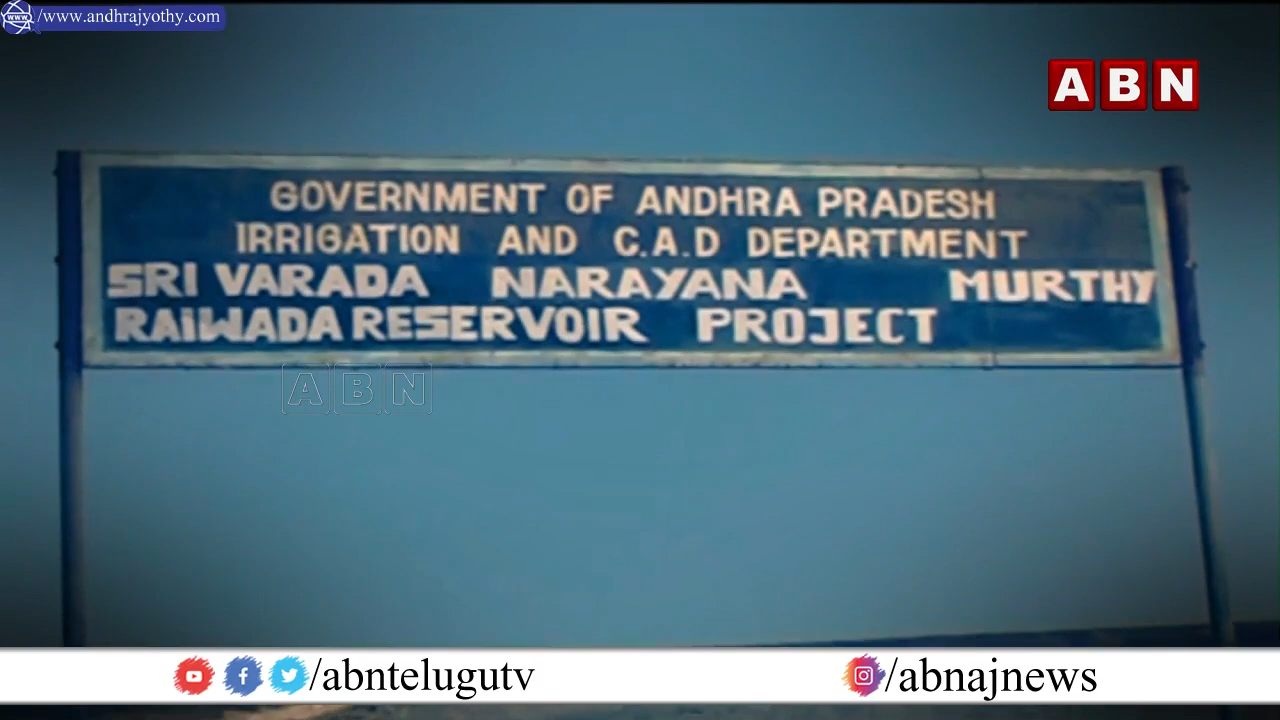 /www.andhrajyothy.com
ABN
GOVERNMENT OF ANDHRA PRADESH
IRRIGATION AND C.A.D DEPARTMENT
SRI VARADA NARAYANA MURTHY
RAIWADA RESERVOIR PROJECT
ABN
/abntelugutv
/abnajnews